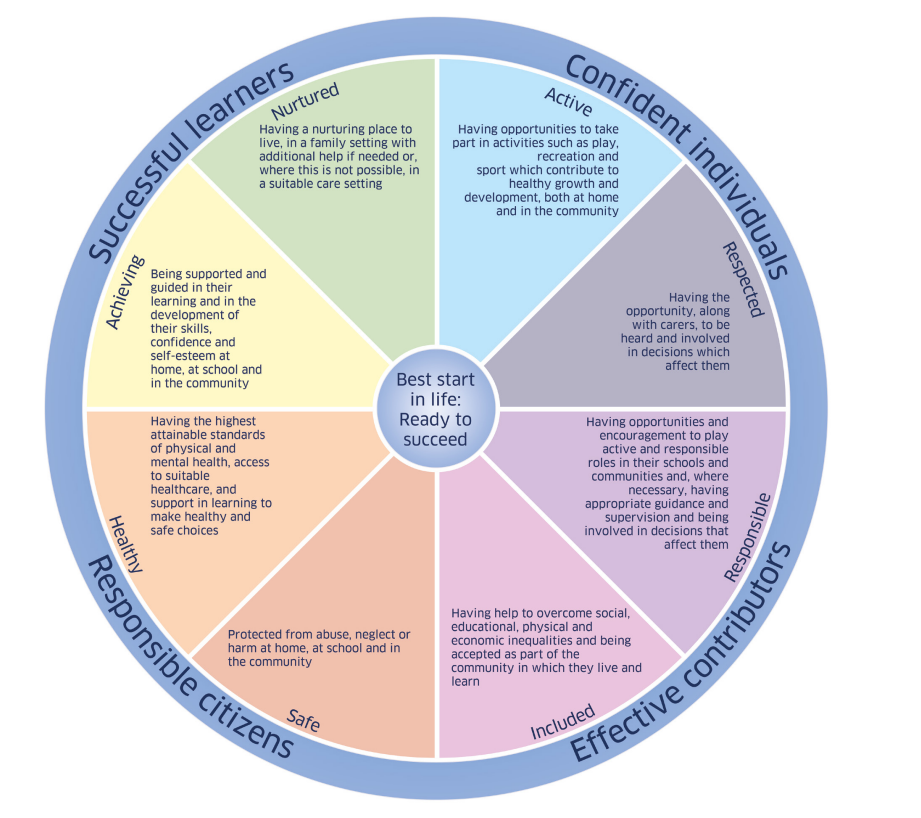 Successful learners
Confident individuals
Nurtured
Having a nurturing place to
live, in a family setting with
additional help if needed or,
where this is not possible, in
a suitable care setting
Active
Having opportunities to take
part in activities such as play,
recreation and
sport which contribute to
healthy growth and
development, both at home
and in the community
Achieving
Being supported and
guided in their
learning and in the
development of
their skills,
confidence and
self-esteem at
home, at school and
in the community
Respected
Having the
opportunity, along
with carers, to be
heard and involved
in decisions which
affect them
Best start
in life:
Ready to
succeed
Healthy
Having the highest
attainable standards
of physical and
mental health, access
to suitable
healthcare, and
support in learning to
make healthy and
safe choices
Responsible
Having opportunities and
encouragement to play
active and responsible
roles in their schools and
communities and, where
necessary, having
appropriate guidance and
supervision and being
involved in decisions that
affect them
Protected from abuse, neglect or
harm at home, at school and in
the community
Safe
Having help to overcome social,
educational, physical and
economic inequalities and being
accepted as part of the
community in which they live and
learn
Included
Responsible citizens
Effective contributors